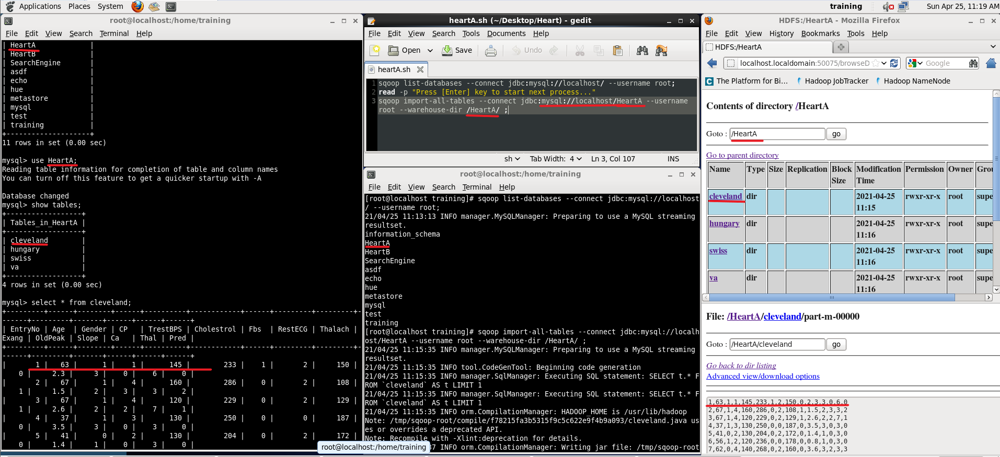 Applications Places System
training
Sun Apr 25, 11:19 AM
root@localhost:/home/training
File Edit View Search Terminal Help
| HeartA |
| HeartB |
| SearchEngine |
| asdf |
| echo |
| hue |
| metastore |
| mysql |
| test |
| training |
+--------------------+
11 rows in set (0.00 sec)
mysql> use HeartA;
Reading table information for completion of table and column names
You can turn off this feature to get a quicker startup with -A
Database changed
mysql> show tables;
+------------------+
| Tables_in_HeartA |
+------------------+
| cleveland |
| hungary |
| swiss |
| va |
+------------------+
4 rows in set (0.00 sec)
mysql> select * from cleveland;
+---------+------+--------+------+----------+------------+------+---------+---------+-
------+---------+-------+------+------+------+
| EntryNo | Age | Gender | CP | TrestBPS | Cholestrol | Fbs | RestECG | Thalach |
Exang | OldPeak | Slope | Ca | Thal | Pred |
+---------+------+--------+------+----------+------------+------+---------+---------+-
------+---------+-------+------+------+------+
| 1 | 63 | 1 | 1 | 145 | 233 | 1 | 2 | 150 |
0 | 2.3 | 3 | 0 | 6 | 0 |
| 2 | 67 | 1 | 4 | 160 | 286 | 0 | 2 | 108 |
1 | 1.5 | 2 | 3 | 3 | 2 |
| 3 | 67 | 1 | 4 | 120 | 229 | 0 | 2 | 129 |
1 | 2.6 | 2 | 2 | 7 | 1 |
| 4 | 37 | 1 | 3 | 130 | 250 | 0 | 0 | 187 |
0 | 3.5 | 3 | 0 | 3 | 0 |
| 5 | 41 | 0 | 2 | 130 | 204 | 0 | 2 | 172 |
0 | 1.4 | 1 | 0 | 3 | 0 |
root@localhost:/home/training
heartA.sh (~/Desktop/Heart) - gedit
File Edit View Search Tools Documents Help
Open Save Undo
heartA.sh
1 sqoop list-databases --connect jdbc:mysql://localhost/ --username root;
2 read -p "Press [Enter] key to start next process..."
3 sqoop import-all-tables --connect jdbc:mysql://localhost/HeartA --username
root --warehouse-dir /HeartA/ ;
sh Tab Width: 4 Ln 3, Col 107 INS
root@localhost:/home/training
File Edit View Search Terminal Help
[root@localhost training]# sqoop list-databases --connect jdbc:mysql://localhost
/ --username root;
21/04/25 11:13:13 INFO manager.MySQLManager: Preparing to use a MySQL streaming
resultset.
information_schema
HeartA
HeartB
SearchEngine
asdf
echo
hue
metastore
mysql
test
training
[root@localhost training]# sqoop import-all-tables --connect jdbc:mysql://localh
ost/HeartA --username root --warehouse-dir /HeartA/ ;
21/04/25 11:15:35 INFO manager.MySQLManager: Preparing to use a MySQL streaming
resultset.
21/04/25 11:15:35 INFO tool.CodeGenTool: Beginning code generation
21/04/25 11:15:35 INFO manager.SqlManager: Executing SQL statement: SELECT t.* F
ROM `cleveland` AS t LIMIT 1
21/04/25 11:15:35 INFO manager.SqlManager: Executing SQL statement: SELECT t.* F
ROM `cleveland` AS t LIMIT 1
21/04/25 11:15:35 INFO orm.CompilationManager: HADOOP_HOME is /usr/lib/hadoop
Note: /tmp/sqoop-root/compile/f78215fa3b5315f9c5c622e9f4b9a093/cleveland.java us
es or overrides a deprecated API.
Note: Recompile with -Xlint:deprecation for details.
37 INFO orm.CompilationManager: Writing jar file: /tmp/sqoop-root
HDFS:/HeartA - Mozilla Firefox
File Edit View History Bookmarks Tools Help
HDFS:/HeartA
localhost.localdomain:50075/browseD
Google
The Platform for Bi... Hadoop JobTracker Hadoop NameNode
Contents of directory /HeartA
Goto : /HeartA go
Go to parent directory
Name Type Size Replication Block Size Modification Time Permission Owner Grou
cleveland dir 2021-04-25 11:15 rwxr-xr-x root supe
hungary dir 2021-04-25 11:16 rwxr-xr-x root supe
swiss dir 2021-04-25 11:16 rwxr-xr-x root supe
va dir 2021-04-25 11:16 rwxr-xr-x root supe
File: /HeartA/cleveland/part-m-00000
Goto : /HeartA/cleveland go
Go back to dir listing
Advanced view/download options
1,63,1,1,145,233,1,2,150,0,2.3,3,0,6,0
2,67,1,4,160,286,0,2,108,1,1.5,2,3,3,2
3,67,1,4,120,229,0,2,129,1,2.6,2,2,7,1
4,37,1,3,130,250,0,0,187,0,3.5,3,0,3,0
5,41,0,2,130,204,0,2,172,0,1.4,1,0,3,0
6,56,1,2,120,236,0,0,178,0,0.8,1,0,3,0
7,62,0,4,140,268,0,2,160,0,3.6,3,2,3,3